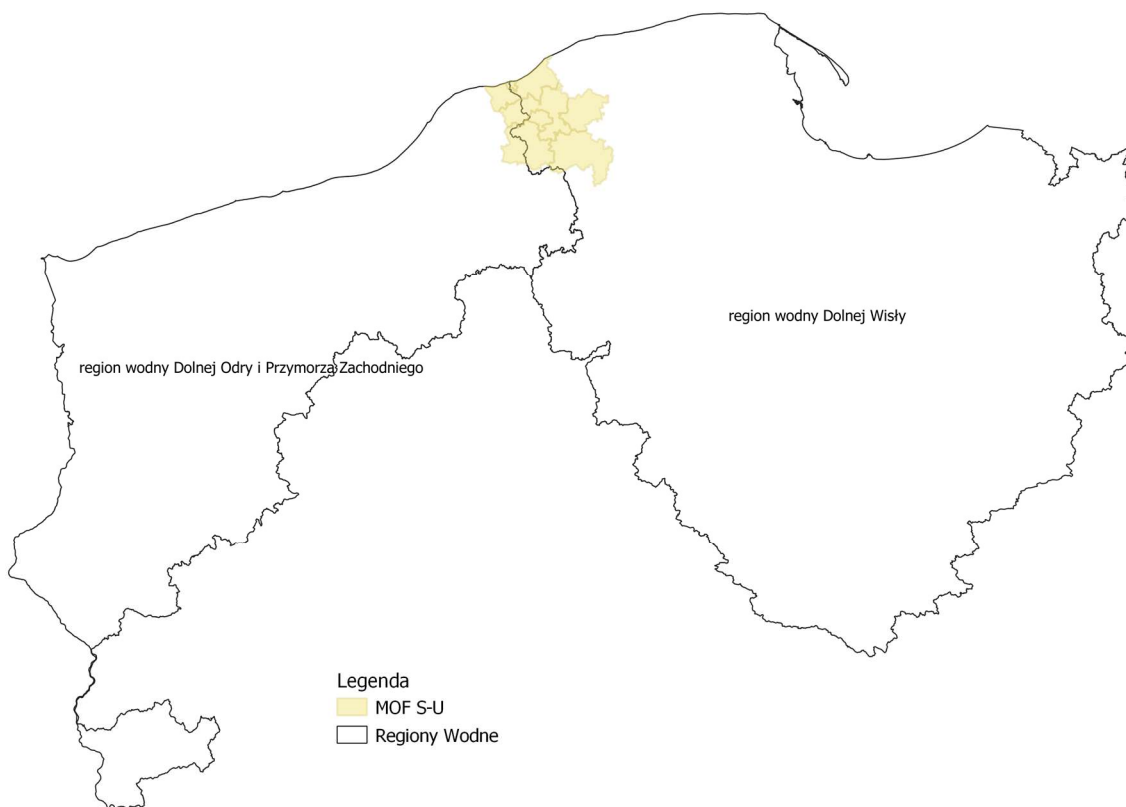 region wodny Dolnej Wisły
region wodny Dolnej Odry i Przymorza Zachodniego
Legenda
MOF S-U
Regiony Wodne